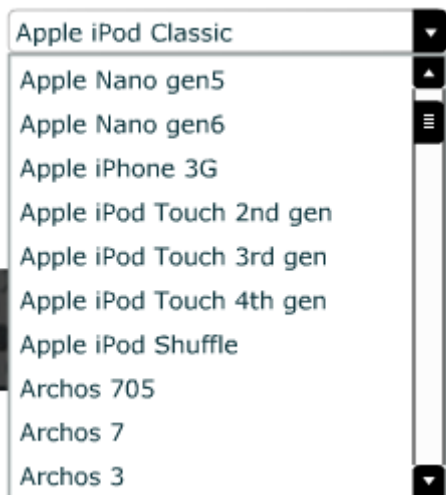 Apple iPod Classic
Apple Nano gen5
Apple Nano gen6
Apple iPhone 3G
Apple iPod Touch 2nd gen
Apple iPod Touch 3rd gen
Apple iPod Touch 4th gen
Apple iPod Shuffle
Archos 705
Archos 7
Archos 3